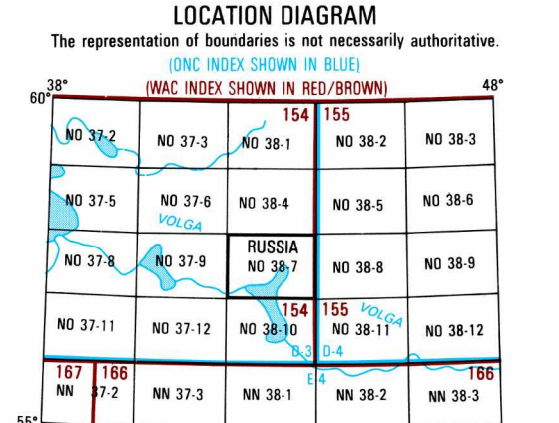 LOCATION DIAGRAM
The representation of boundaries is not necessarily authoritative.
(ONC INDEX SHOWN IN BLUE)
38° (WAC INDEX SHOWN IN RED/BROWN) 48°
60°
154 155
NO 37-2 NO 37-3 NO 38-1 NO 38-2 NO 38-3
NO 37-5 NO 37-6 NO 38-4 NO 38-5 NO 38-6
VOLGA
RUSSIA
NO 37-8 NO 37-9 NO 38-7 NO 38-8 NO 38-9
154 155 VOLGA
NO 37-11 NO 37-12 NO 38-10 NO 38-11 NO 38-12
D-3 D-4
167 166 E-4 166
NN 37-2 NN 37-3 NN 38-1 NN 38-2 NN 38-3
56°